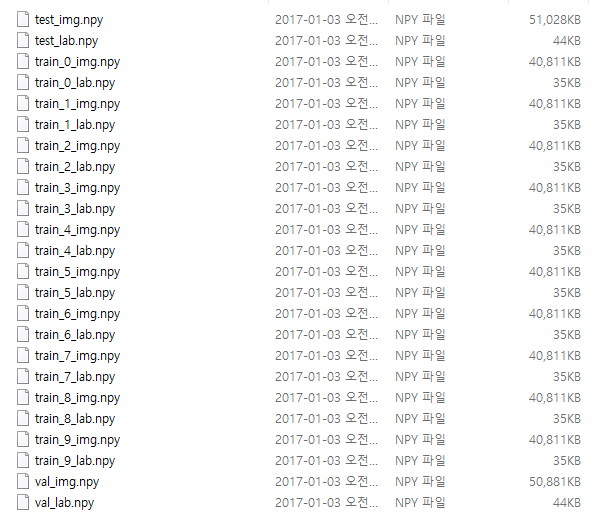 test_img.npy 2017-01-03 오전... NPY 파일 51,028KB
test_lab.npy 2017-01-03 오전... NPY 파일 44KB
train_0_img.npy 2017-01-03 오전... NPY 파일 40,811KB
train_0_lab.npy 2017-01-03 오전... NPY 파일 35KB
train_1_img.npy 2017-01-03 오전... NPY 파일 40,811KB
train_1_lab.npy 2017-01-03 오전... NPY 파일 35KB
train_2_img.npy 2017-01-03 오전... NPY 파일 40,811KB
train_2_lab.npy 2017-01-03 오전... NPY 파일 35KB
train_3_img.npy 2017-01-03 오전... NPY 파일 40,811KB
train_3_lab.npy 2017-01-03 오전... NPY 파일 35KB
train_4_img.npy 2017-01-03 오전... NPY 파일 40,811KB
train_4_lab.npy 2017-01-03 오전... NPY 파일 35KB
train_5_img.npy 2017-01-03 오전... NPY 파일 40,811KB
train_5_lab.npy 2017-01-03 오전... NPY 파일 35KB
train_6_img.npy 2017-01-03 오전... NPY 파일 40,811KB
train_6_lab.npy 2017-01-03 오전... NPY 파일 35KB
train_7_img.npy 2017-01-03 오전... NPY 파일 40,811KB
train_7_lab.npy 2017-01-03 오전... NPY 파일 35KB
train_8_img.npy 2017-01-03 오전... NPY 파일 40,811KB
train_8_lab.npy 2017-01-03 오전... NPY 파일 35KB
train_9_img.npy 2017-01-03 오전... NPY 파일 40,811KB
train_9_lab.npy 2017-01-03 오전... NPY 파일 35KB
val_img.npy 2017-01-03 오전... NPY 파일 50,881KB
val_lab.npy 2017-01-03 오전... NPY 파일 44KB